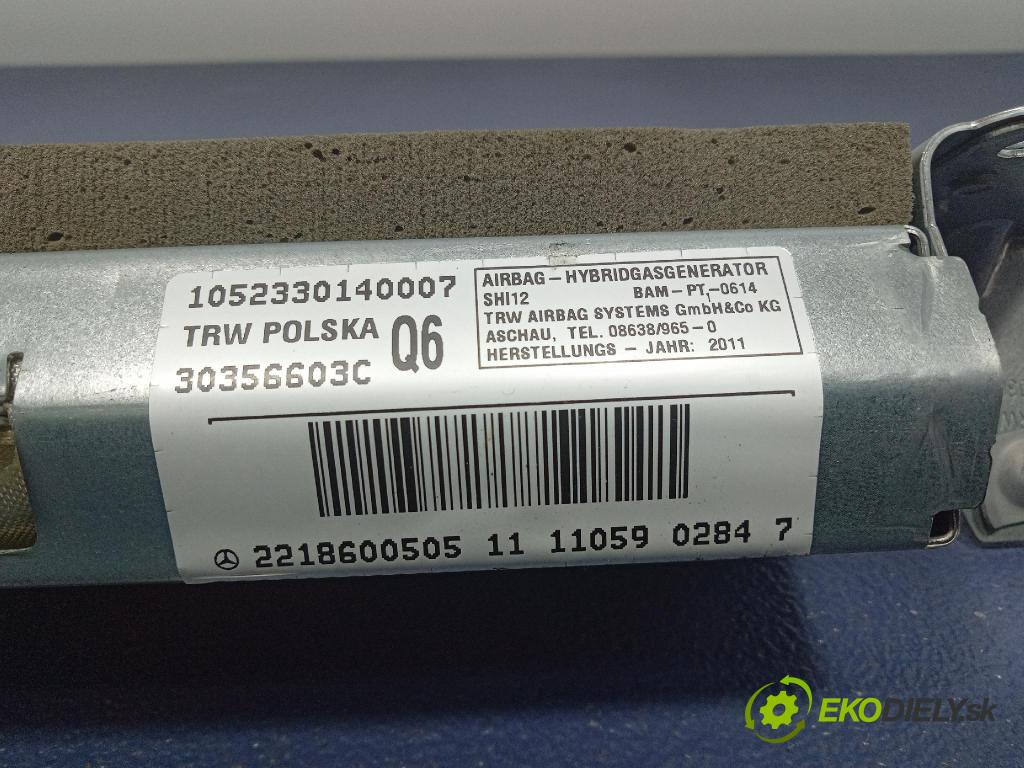 1052330140007
TRW POLSKA Q6
30356603C
AIRBAG – HYBRIDGASGENERATOR
SHI12 BAM–PT1–0614
TRW AIRBAG SYSTEMS GmbH&Co KG
ASCHAU, TEL. 08638/965–0
HERSTELLUNGS – JAHR: 2011
2218600505 11 11059 0284 7
EKODIELY.sk